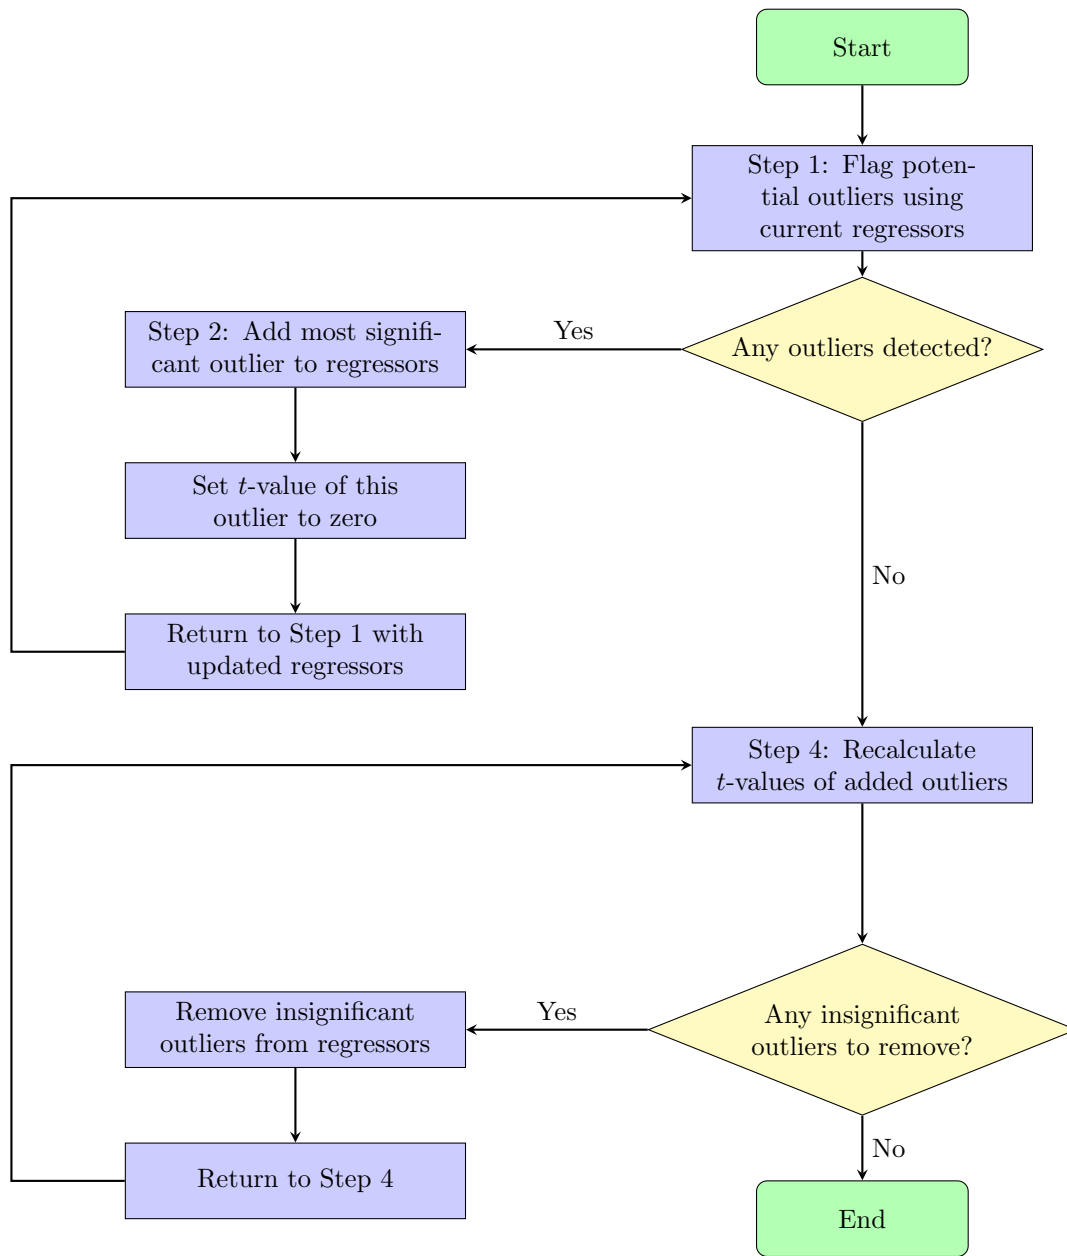 Start
Step 1: Flag poten-
tial outliers using
current regressors
Any outliers detected?
Yes
Step 2: Add most signifi-
cant outlier to regressors
Set t-value of this
outlier to zero
Return to Step 1 with
updated regressors
No
Step 4: Recalculate
t-values of added outliers
Any insignificant
outliers to remove?
Yes
Remove insignificant
outliers from regressors
Return to Step 4
No
End